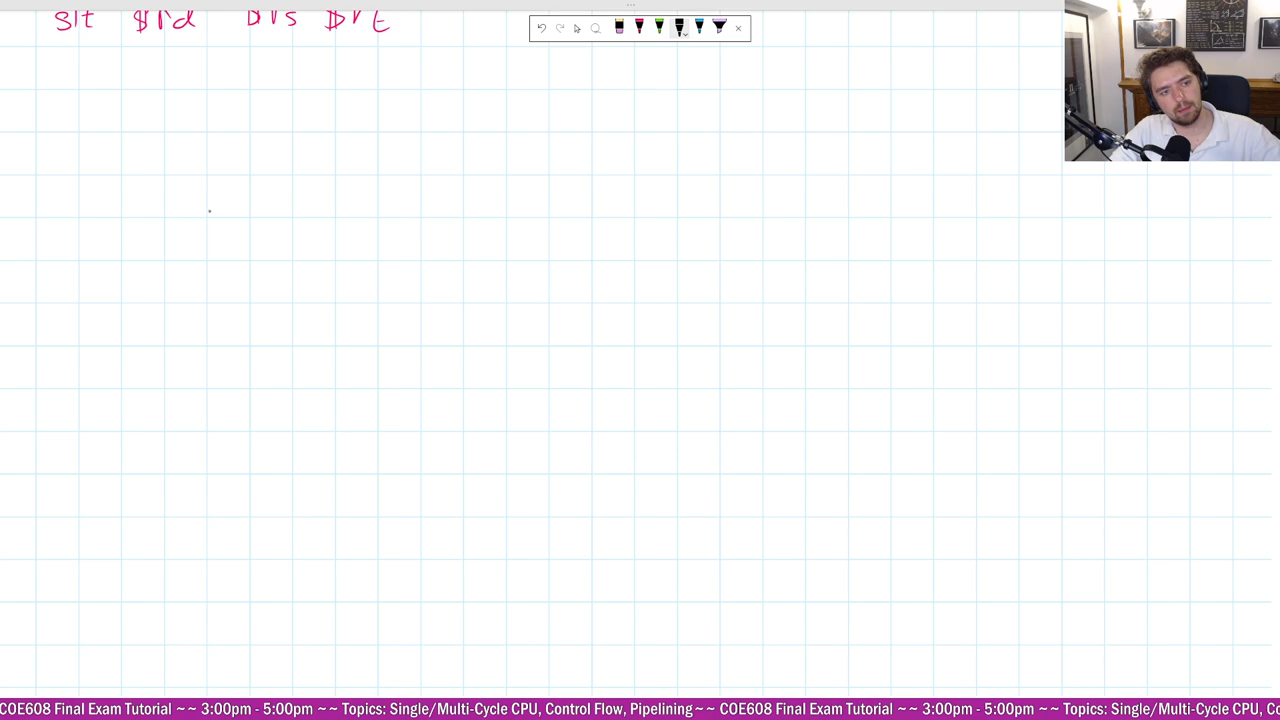 slt $rd $rs $rt
COE608 Final Exam Tutorial ~~ 3:00pm - 5:00pm ~~ Topics: Single/Multi-Cycle CPU, Control Flow, Pipelining~~ COE608 Final Exam Tutorial ~~ 3:00pm - 5:00pm ~~ Topics: Single/Multi-Cycle CPU, Co